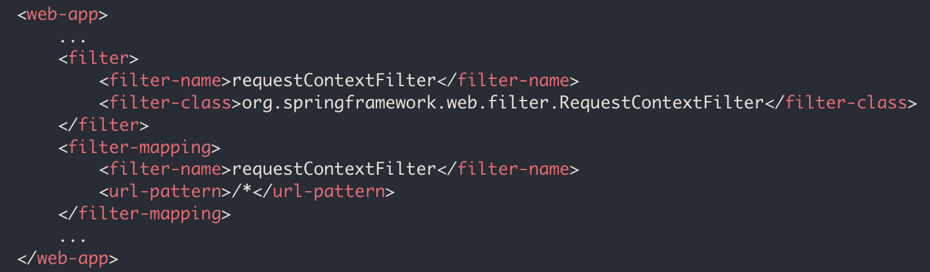 <web-app>
    ...
    <filter>
        <filter-name>requestContextFilter</filter-name>
        <filter-class>org.springframework.web.filter.RequestContextFilter</filter-class>
    </filter>
    <filter-mapping>
        <filter-name>requestContextFilter</filter-name>
        <url-pattern>/*</url-pattern>
    </filter-mapping>
    ...
</web-app>